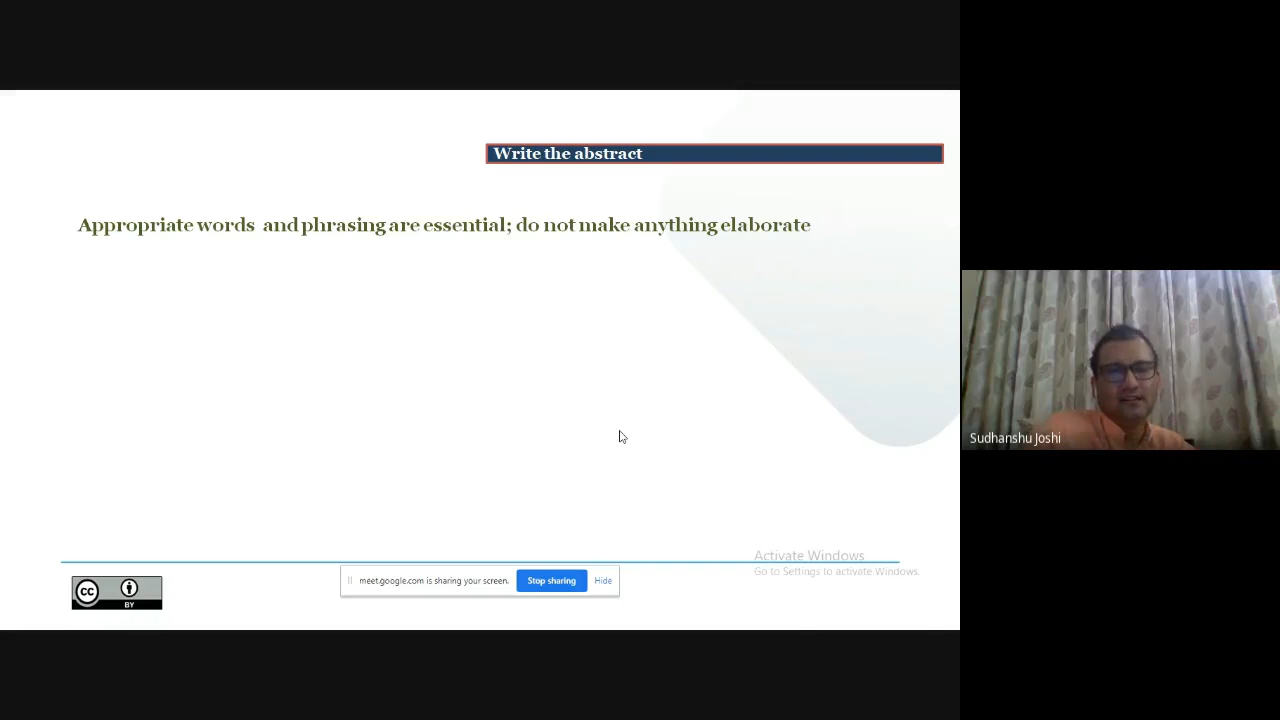 Write the abstract
Appropriate words and phrasing are essential; do not make anything elaborate
Sudhanshu Joshi
Activate Windows
Go to Settings to activate Windows.
meet.google.com is sharing your screen. Stop sharing Hide
cc
BY